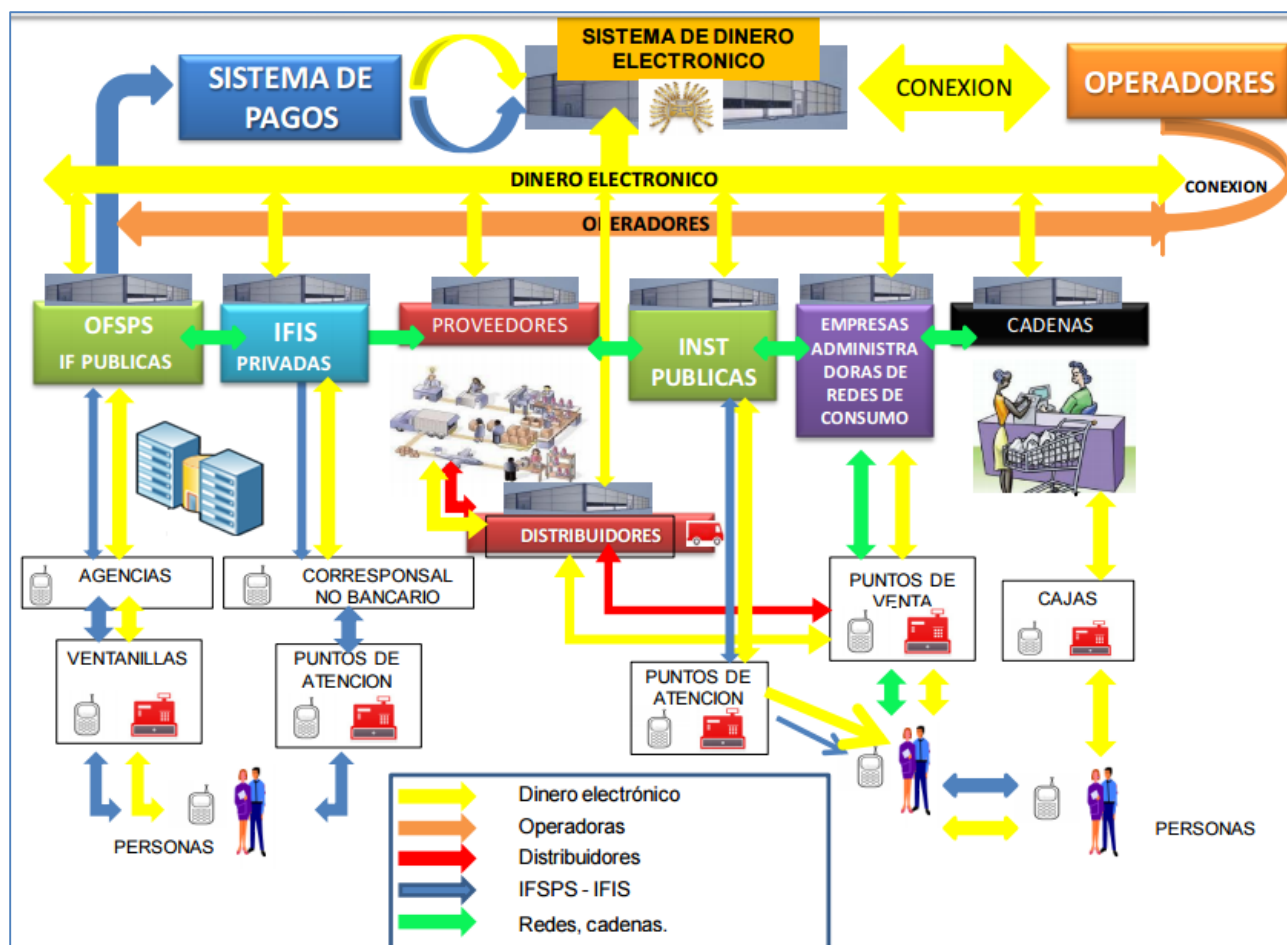 SISTEMA DE DINERO
ELECTRONICO
SISTEMA DE
PAGOS
CONEXION
OPERADORES
DINERO ELECTRONICO
CONEXION
OPERADORES
OFSPS
IF PUBLICAS
IFIS
PRIVADAS
PROVEEDORES
INST
PUBLICAS
EMPRESAS
ADMINISTRA
DORAS DE
REDES DE
CONSUMO
CADENAS
DISTRIBUIDORES
AGENCIAS
CORRESPONSAL
NO BANCARIO
PUNTOS DE
VENTA
CAJAS
VENTANILLAS
PUNTOS DE
ATENCION
PUNTOS DE
ATENCION
PERSONAS
PERSONAS
Dinero electrónico
Operadoras
Distribuidores
IFSPS - IFIS
Redes, cadenas.